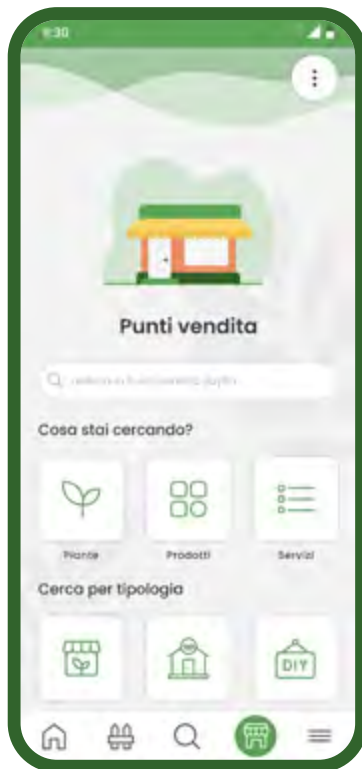 9:30
Punti vendita
Cosa stai cercando?
Piante Prodotti Servizi
Cerca per tipologia
DIY